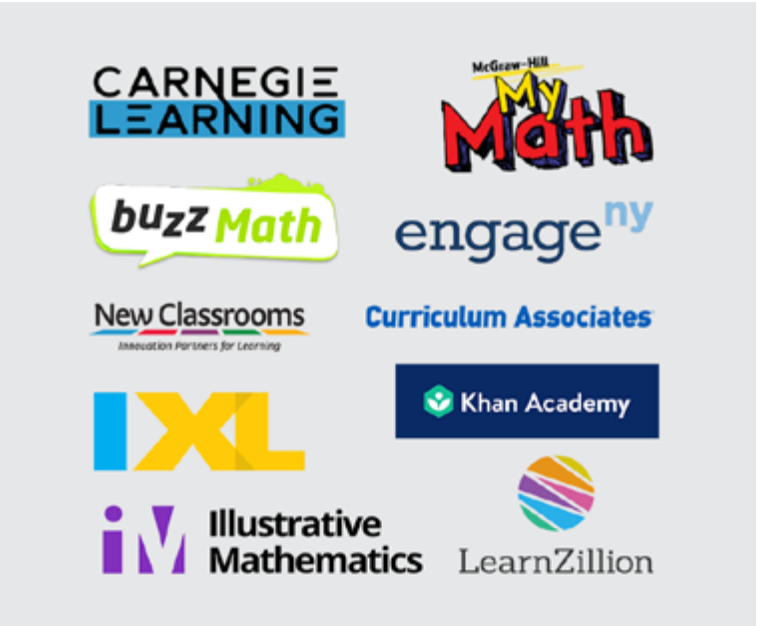 CARNEGIE
LEARNING
McGraw-Hill
My
Math
buzz Math
engage ny
New Classrooms
Innovation Partners for Learning
Curriculum Associates
IXL
Khan Academy
iM Illustrative
Mathematics
LearnZillion